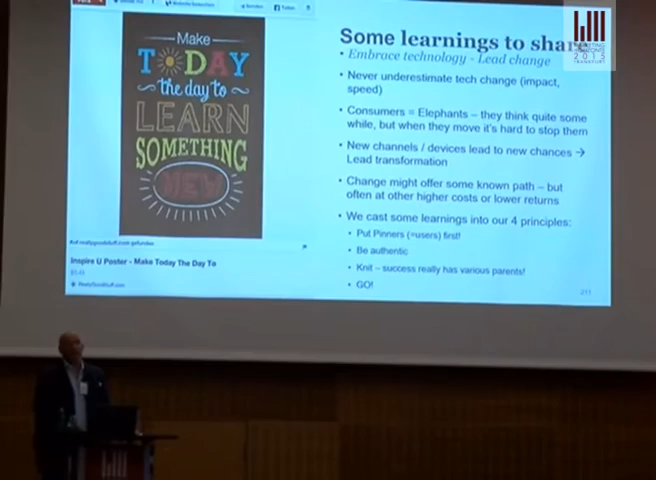 Make
TODAY
the day to
LEARN
SOMETHING
NEW
Inspire U Poster - Make Today The Day To
Some learnings to share
Embrace technology - Lead change
• Never underestimate tech change (impact,
speed)
• Consumers = Elephants – they think quite some
while, but when they move it's hard to stop them
• New channels / devices lead to new chances →
Lead transformation
• Change might offer some known path – but
often at other higher costs or lower returns
• We cast some learnings into our 4 principles:
• Put Pinners (=users) first!
• Be authentic
• Knit – success really has various parents!
• GO!
2015